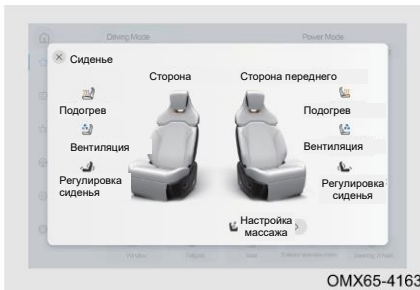 Driving Mode Power Mode
Сиденье
Сторона Сторона переднего
Подогрев Подогрев
Вентиляция Вентиляция
Регулировка Регулировка
сиденья сиденья
Настройка
массажа
Window
OMX65-4163